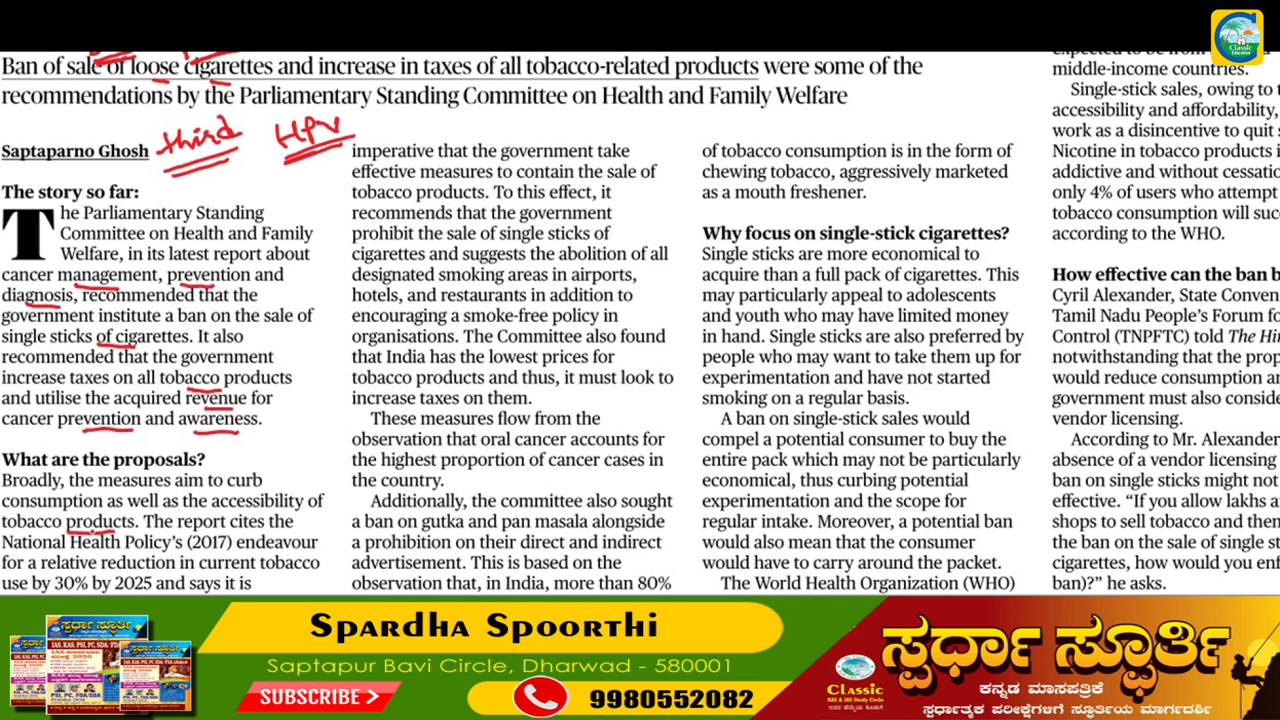 Classic
Education
Ban of sale of loose cigarettes and increase in taxes of all tobacco-related products were some of the
recommendations by the Parliamentary Standing Committee on Health and Family Welfare
Saptaparno Ghosh
third
HPV
The story so far:
The Parliamentary Standing
Committee on Health and Family
Welfare, in its latest report about
cancer management, prevention and
diagnosis, recommended that the
government institute a ban on the sale of
single sticks of cigarettes. It also
recommended that the government
increase taxes on all tobacco products
and utilise the acquired revenue for
cancer prevention and awareness.
What are the proposals?
Broadly, the measures aim to curb
consumption as well as the accessibility of
tobacco products. The report cites the
National Health Policy's (2017) endeavour
for a relative reduction in current tobacco
use by 30% by 2025 and says it is
imperative that the government take
effective measures to contain the sale of
tobacco products. To this effect, it
recommends that the government
prohibit the sale of single sticks of
cigarettes and suggests the abolition of all
designated smoking areas in airports,
hotels, and restaurants in addition to
encouraging a smoke-free policy in
organisations. The Committee also found
that India has the lowest prices for
tobacco products and thus, it must look to
increase taxes on them.
These measures flow from the
observation that oral cancer accounts for
the highest proportion of cancer cases in
the country.
Additionally, the committee also sought
a ban on gutka and pan masala alongside
a prohibition on their direct and indirect
advertisement. This is based on the
observation that, in India, more than 80%
of tobacco consumption is in the form of
chewing tobacco, aggressively marketed
as a mouth freshener.
Why focus on single-stick cigarettes?
Single sticks are more economical to
acquire than a full pack of cigarettes. This
may particularly appeal to adolescents
and youth who may have limited money
in hand. Single sticks are also preferred by
people who may want to take them up for
experimentation and have not started
smoking on a regular basis.
A ban on single-stick sales would
compel a potential consumer to buy the
entire pack which may not be particularly
economical, thus curbing potential
experimentation and the scope for
regular intake. Moreover, a potential ban
would also mean that the consumer
would have to carry around the packet.
The World Health Organization (WHO)
expected to be from
middle-income countries.
Single-stick sales, owing to
accessibility and affordability,
work as a disincentive to quit
Nicotine in tobacco products
addictive and without
only 4% of users who attempt
tobacco consumption will
according to the WHO.
How effective can the ban
Cyril Alexander, State
Tamil Nadu People's Forum
Control (TNPFTC) told The
notwithstanding that the
would reduce consumption
government must also
vendor licensing.
According to Mr. Alexander
absence of a vendor licensing
ban on single sticks might not
effective. "If you allow lakhs
shops to sell tobacco and
the ban on the sale of single
cigarettes, how would you
ban)?" he asks.
Spardha Spoorthi
Saptapur Bavi Circle Dharwad - 580001
SUBSCRIBE
9980552082
ಸ್ಪರ್ಧಾ ಸ್ಫೂರ್ತಿ
ಸ್ಪರ್ಧಾ ಸ್ಫೂರ್ತಿ
ಕನ್ನಡ ಮಾಸಪತ್ರಿಕೆ
ಸ್ಪರ್ಧಾತ್ಮಕ ಪರೀಕ್ಷೆಗಳಿಗೆ ಸ್ಫೂರ್ತಿಯ ಮಾರ್ಗದರ್ಶಿ
Classic
IAS & KAS Study Circle